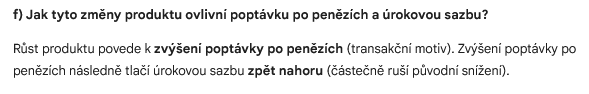 f) Jak tyto změny produktu ovlivní poptávku po penězích a úrokovou sazbu?
Růst produktu povede k zvýšení poptávky po penězích (transakční motiv). Zvýšení poptávky po
penězích následně tlačí úrokovou sazbu zpět nahoru (částečně ruší původní snížení).